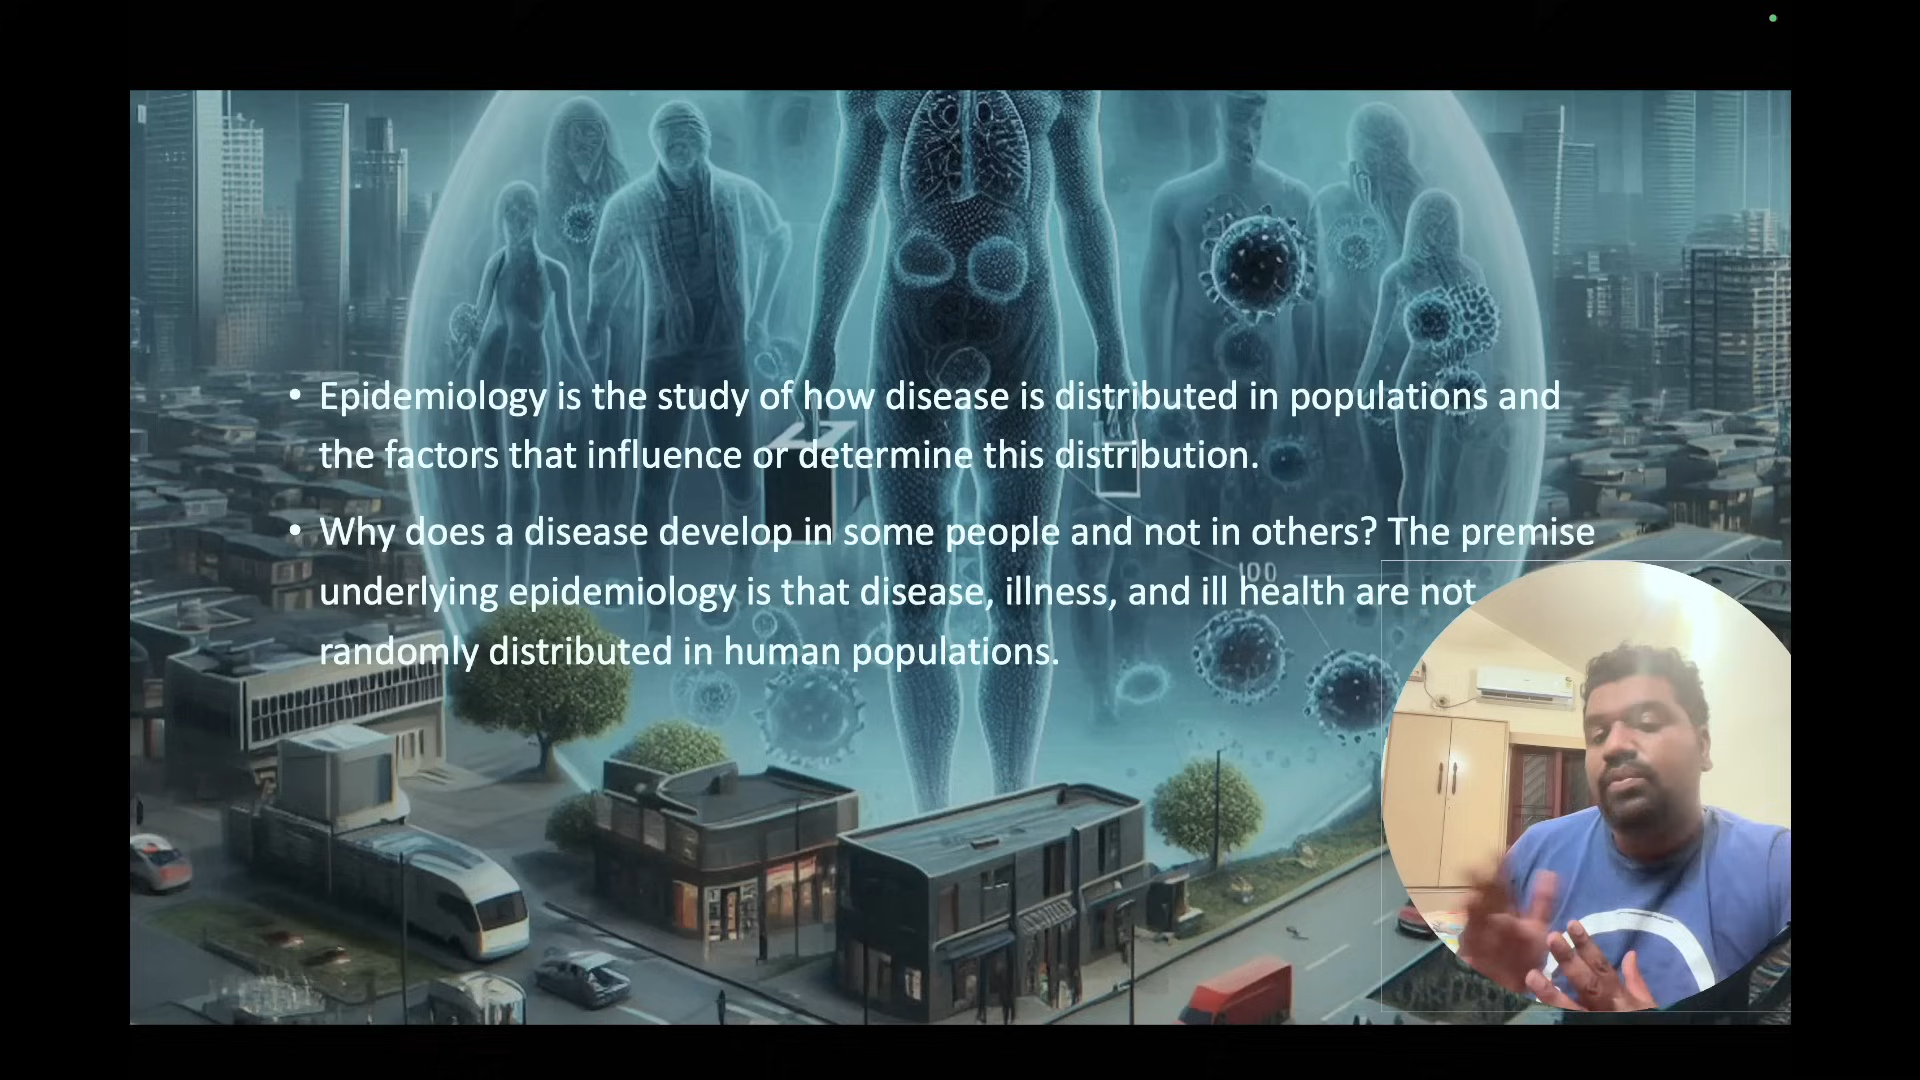 • Epidemiology is the study of how disease is distributed in populations and
the factors that influence or determine this distribution.
• Why does a disease develop in some people and not in others? The premise
underlying epidemiology is that disease, illness, and ill health are not
randomly distributed in human populations.
100